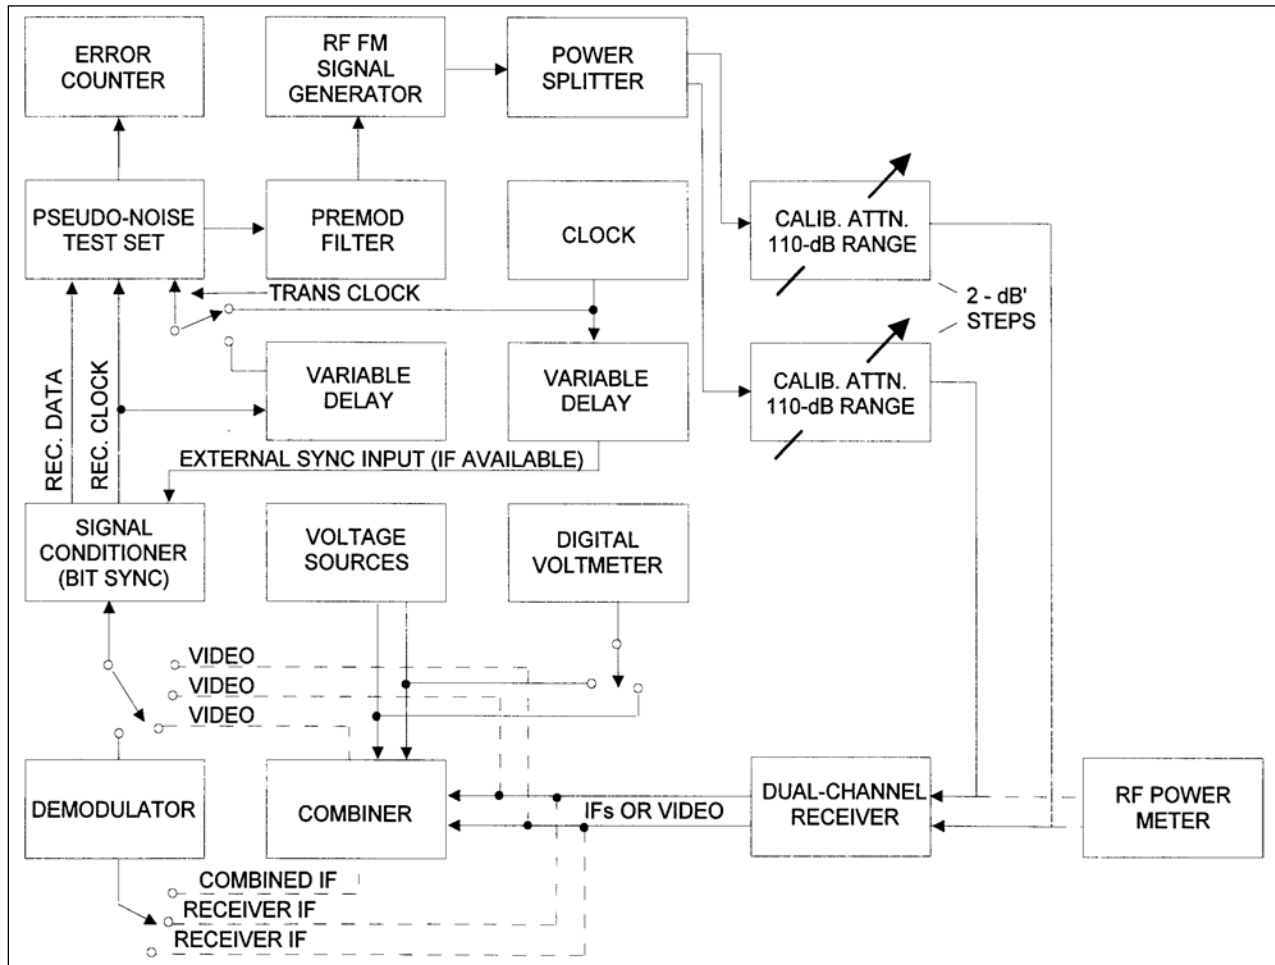 ERROR
COUNTER
RF FM
SIGNAL
GENERATOR
POWER
SPLITTER
PSEUDO-NOISE
TEST SET
PREMOD
FILTER
CLOCK
CALIB. ATTN.
110-dB RANGE
TRANS CLOCK
2 - dB'
STEPS
REC. DATA
REC. CLOCK
VARIABLE
DELAY
VARIABLE
DELAY
CALIB. ATTN.
110-dB RANGE
EXTERNAL SYNC INPUT (IF AVAILABLE)
SIGNAL
CONDITIONER
(BIT SYNC)
VOLTAGE
SOURCES
DIGITAL
VOLTMETER
VIDEO
VIDEO
VIDEO
DEMODULATOR
COMBINER
IFs OR VIDEO
DUAL-CHANNEL
RECEIVER
RF POWER
METER
COMBINED IF
RECEIVER IF
RECEIVER IF